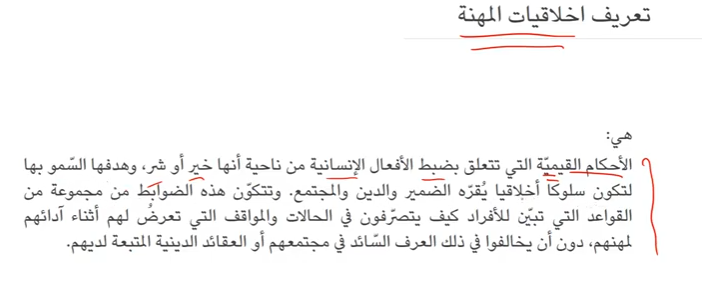 تعريف اخلاقيات المهنة
هي:
الأحكام القيميّة التي تتعلق بضبط الأفعال الإنسانية من ناحية أنها خير أو شر، وهدفها السّمو بها
لتكون سلوكاً أخلاقيا يُقرّه الضمير والدين والمجتمع. وتتكوّن هذه الضوابط من مجموعة من
القواعد التي تبيّن للأفراد كيف يتصرّفون في الحالات والمواقف التي تعرضُ لهم أثناء آدائهم
لمهنهم، دون أن يخالفوا في ذلك العرف السّائد في مجتمعهم أو العقائد الدينية المتبعة لديهم.